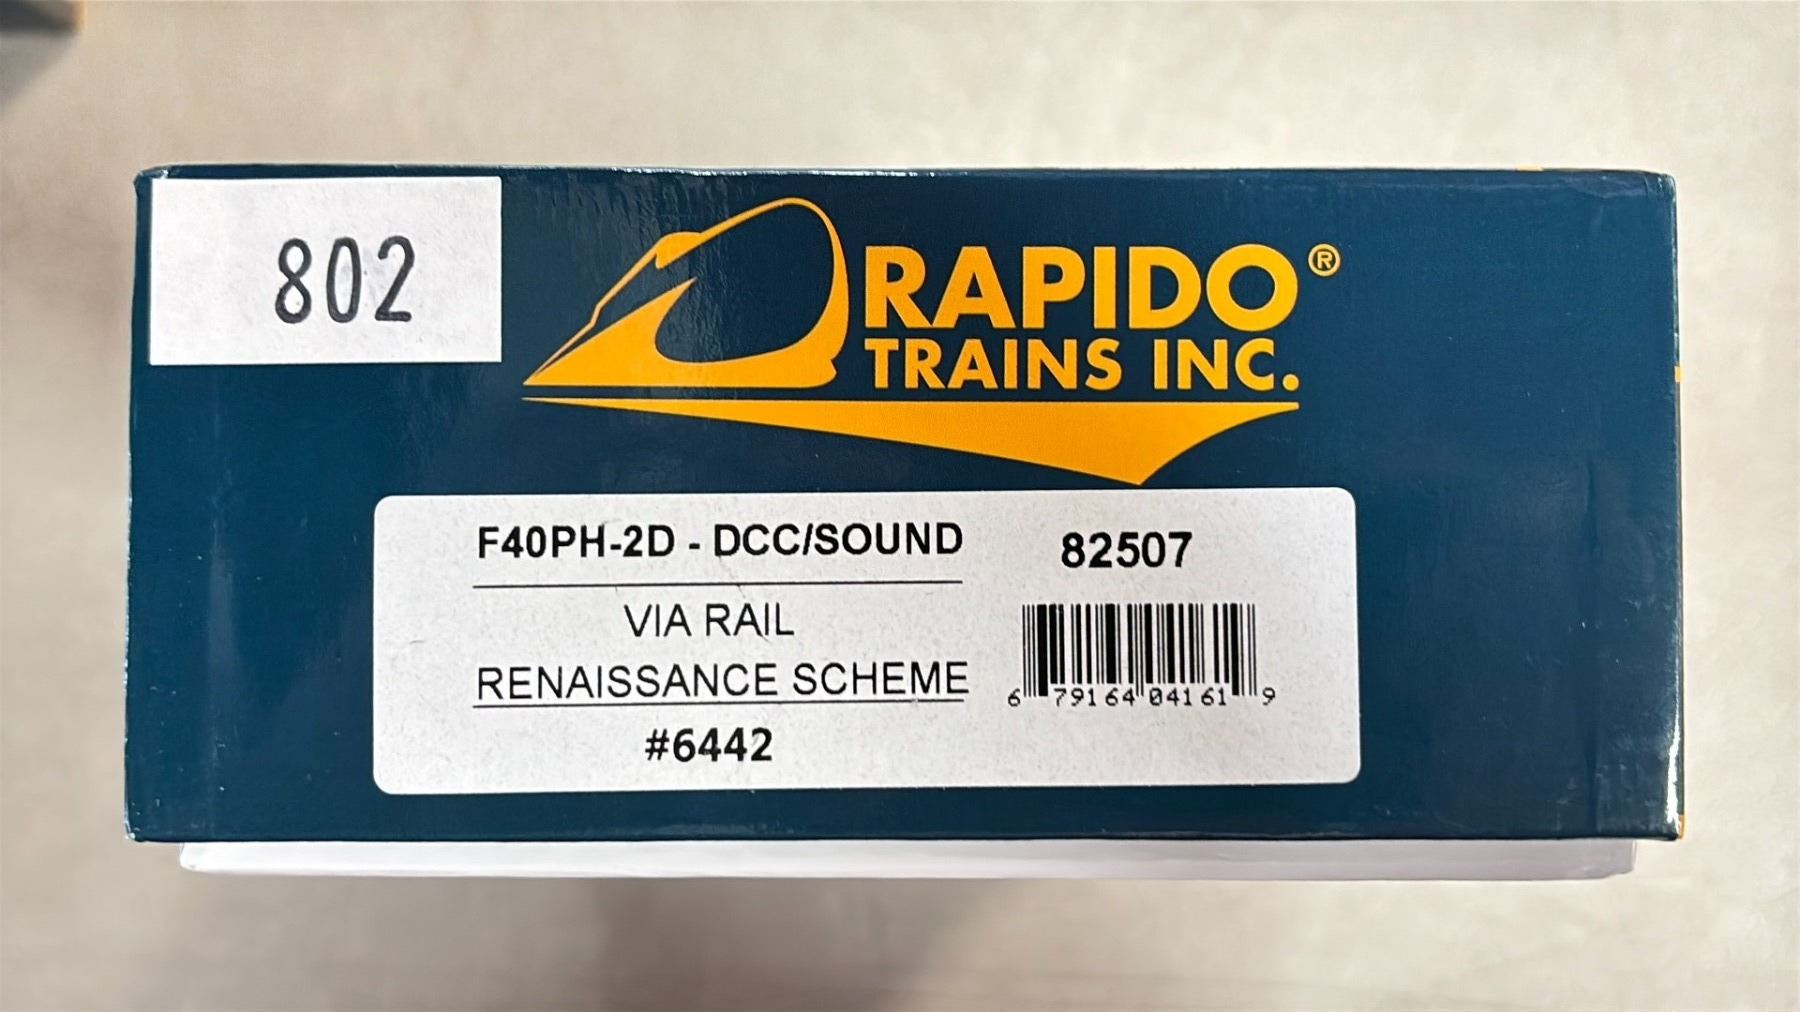 802
RAPIDO®
TRAINS INC.
F40PH-2D - DCC/SOUND
82507
VIA RAIL
RENAISSANCE SCHEME
#6442
6 79164 04161 9